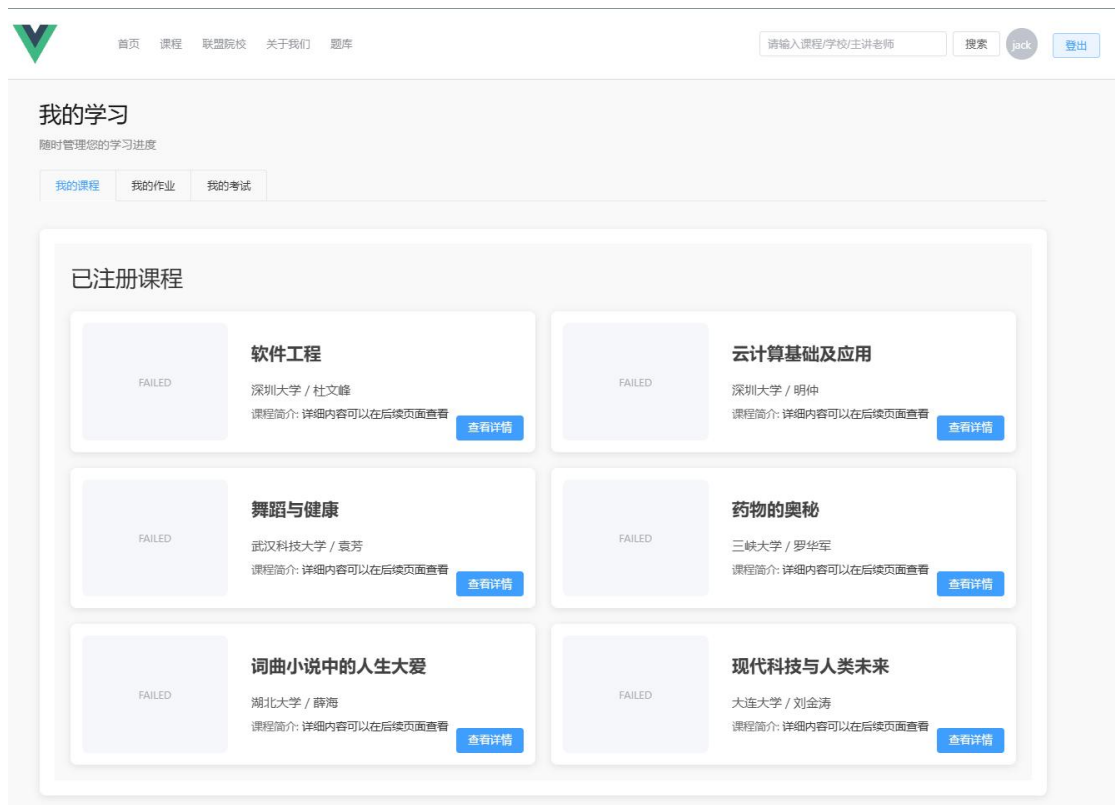 首页 课程 联盟院校 关于我们 题库 请输入课程/学校/主讲老师 搜索 jack 登出
我的学习
随时管理您的学习进度
我的课程 我的作业 我的考试
已注册课程
FAILED
软件工程
深圳大学 / 杜文峰
课程简介: 详细内容可以在后续页面查看
查看详情
FAILED
云计算基础及应用
深圳大学 / 明仲
课程简介: 详细内容可以在后续页面查看
查看详情
FAILED
舞蹈与健康
武汉科技大学 / 袁芳
课程简介: 详细内容可以在后续页面查看
查看详情
FAILED
药物的奥秘
三峡大学 / 罗华军
课程简介: 详细内容可以在后续页面查看
查看详情
FAILED
词曲小说中的人生大爱
湖北大学 / 薛海
课程简介: 详细内容可以在后续页面查看
查看详情
FAILED
现代科技与人类未来
大连大学 / 刘金涛
课程简介: 详细内容可以在后续页面查看
查看详情